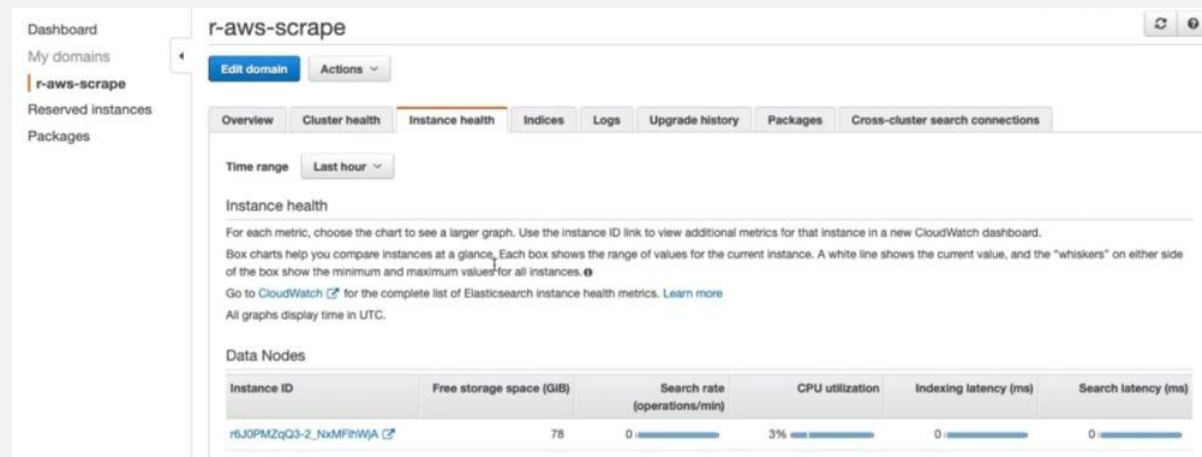 Dashboard
My domains
r-aws-scrape
Reserved instances
Packages
r-aws-scrape
Edit domain
Actions
Overview
Cluster health
Instance health
Indices
Logs
Upgrade history
Packages
Cross-cluster search connections
Time range
Last hour
Instance health
For each metric, choose the chart to see a larger graph. Use the instance ID link to view additional metrics for that instance in a new CloudWatch dashboard.
Box charts help you compare instances at a glance. Each box shows the range of values for the current instance. A white line shows the current value, and the "whiskers" on either side
of the box show the minimum and maximum values for all instances.
Go to CloudWatch for the complete list of Elasticsearch instance health metrics. Learn more
All graphs display time in UTC.
Data Nodes
Instance ID
Free storage space (GiB)
Search rate
(operations/min)
CPU utilization
Indexing latency (ms)
Search latency (ms)
r6J0PMZqQ3-2_NxMFlhWjA
78
0
3%
0
0